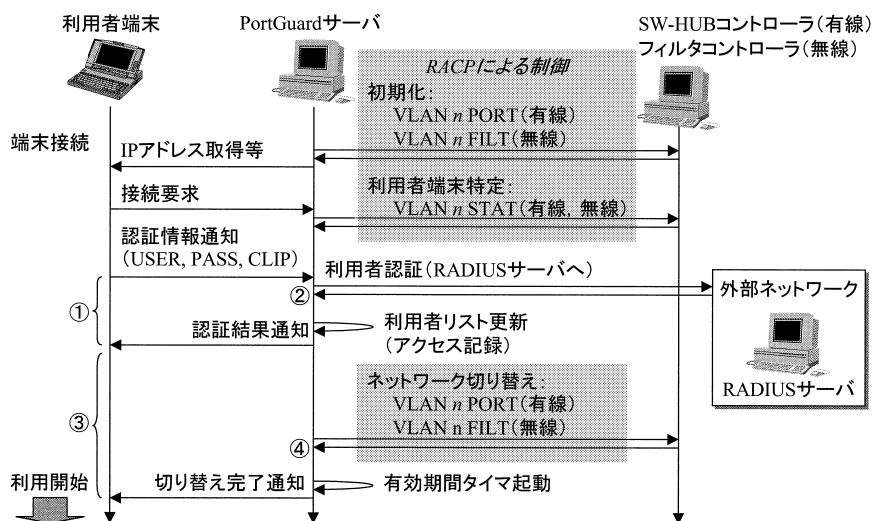 利用者端末
PortGuardサーバ
SW-HUBコントローラ(有線)
フィルタコントローラ(無線)
RACPによる制御
初期化:
VLAN n PORT(有線)
VLAN n FILT(無線)
端末接続
IPアドレス取得等
接続要求
利用者端末特定:
VLAN n STAT(有線, 無線)
認証情報通知
(USER, PASS, CLIP)
利用者認証(RADIUSサーバへ)
①
②
外部ネットワーク
認証結果通知
利用者リスト更新
(アクセス記録)
RADIUSサーバ
ネットワーク切り替え:
VLAN n PORT(有線)
VLAN n FILT(無線)
③
④
利用開始
切り替え完了通知
有効期間タイマ起動